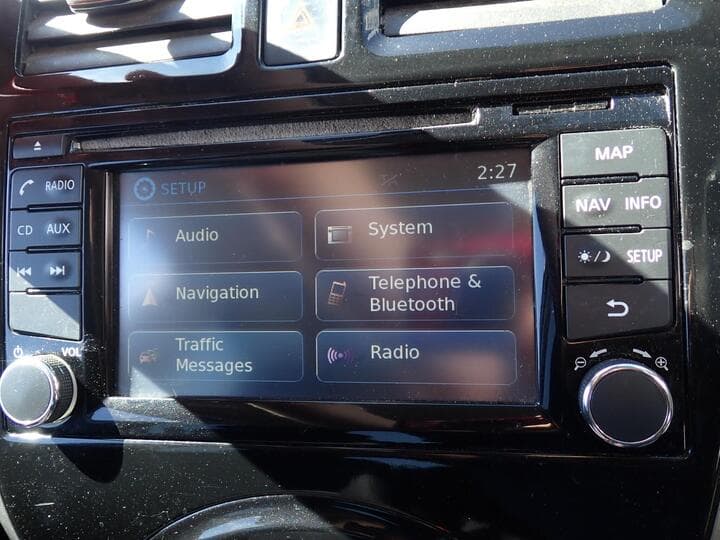 RADIO
CD AUX
VOL
SETUP
2:27
Audio
System
Navigation
Telephone &
Bluetooth
Traffic
Messages
Radio
MAP
NAV INFO
SETUP